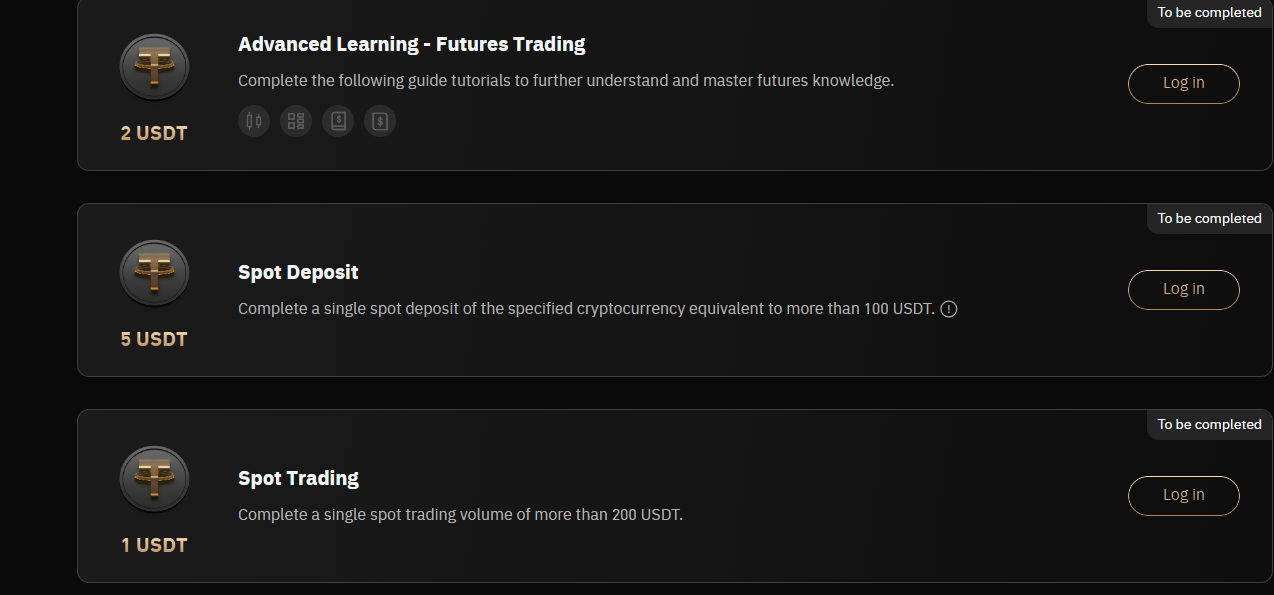 To be completed
Advanced Learning - Futures Trading
Complete the following guide tutorials to further understand and master futures knowledge.
Log in
2 USDT
To be completed
Spot Deposit
Complete a single spot deposit of the specified cryptocurrency equivalent to more than 100 USDT.
Log in
5 USDT
To be completed
Spot Trading
Complete a single spot trading volume of more than 200 USDT.
Log in
1 USDT